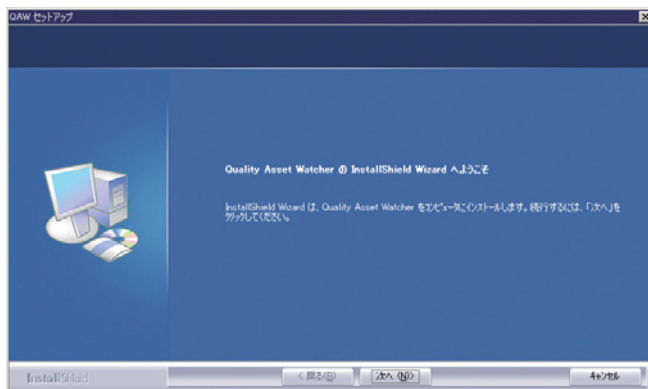 QAW セットアップ
Quality Asset Watcher の InstallShield Wizard へようこそ
InstallShield Wizard は、Quality Asset Watcher をコンピュータにインストールします。続行するには、「次へ」を
クリックしてください。
InstallShield
< 戻る(B)
次へ (N)>
キャンセル